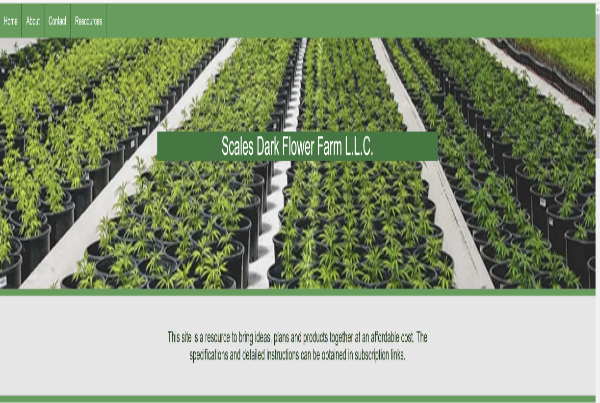 Home About Contact Resources
Scales Dark Flower Farm L.L.C.
This site is a resource to bring ideas, plans and products together at an affordable cost. The
specifications and detailed instructions can be obtained in subscription links.